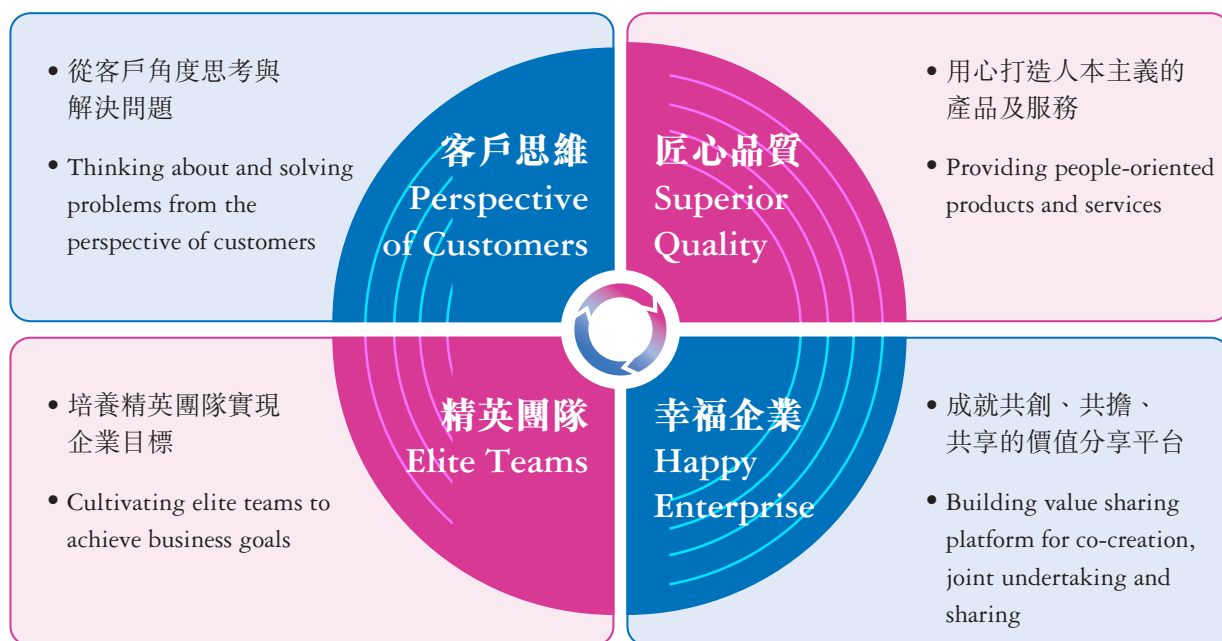 • 從客戶角度思考與
解決問題
• Thinking about and solving
problems from the
perspective of customers
客戶思維
Perspective
of Customers
匠心品質
Superior
Quality
• 用心打造人本主義的
產品及服務
• Providing people-oriented
products and services
• 培養精英團隊實現
企業目標
• Cultivating elite teams to
achieve business goals
精英團隊
Elite Teams
幸福企業
Happy
Enterprise
• 成就共創、共擔、
共享的價值分享平台
• Building value sharing
platform for co-creation,
joint undertaking and
sharing